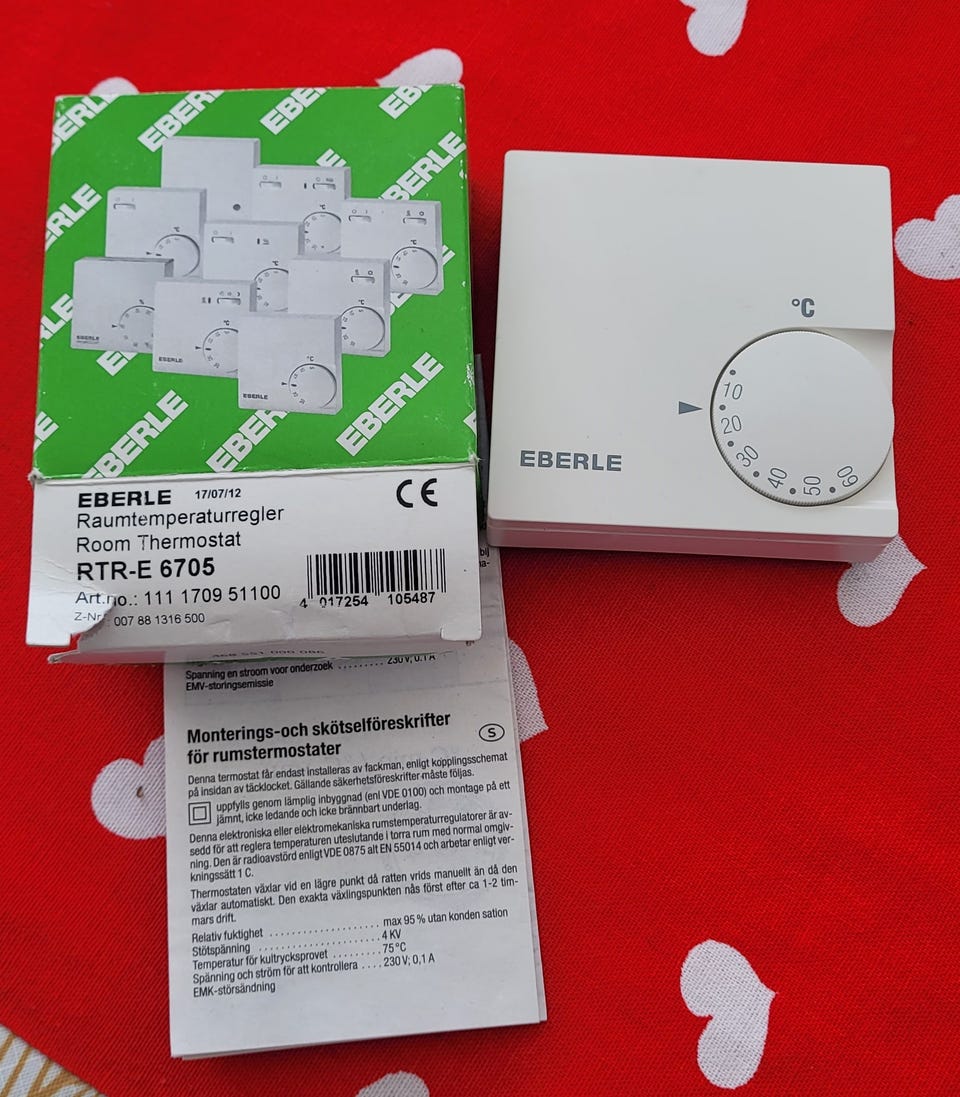 EBERLE
EBERLE
EBERLE
EBERLE
EBERLE
EBERLE
EBERLE
EBERLE
°C
EBERLE 17/07/12
CE
Raumtemperaturregler
Room Thermostat
RTR-E 6705
Art.no.: 111 1709 51100
007 88 1316 500
4 017254 105487
°C
10
20
30
40
50
60
EBERLE
Spanning en stroom voor onderzoek ......... 230V; 0.1 A
EMV-storingsemissie
Monterings-och skötselföreskrifter
för rumstermostater
S
Denna termostat får endast installeras av fackman, enligt kopplingsschemat
på insidan av täcklocket. Gällande säkerhetsföreskrifter måste följas.
uppfylls genom lämplig inbyggnad (enl VDE 0100) och montage på ett
jämnt, icke ledande och icke brännbart underlag.
Denna elektroniska eller elektromekaniska rumstemperaturregulatorer är av-
sedd för att reglera temperaturen uteslutande i torra rum med normal omgiv-
ning. Den är radioavstörd enligt VDE 0875 alt EN 55014 och arbetar enligt ver-
kningssätt 1 C.
Thermostaten växlar vid en lägre punkt då ratten vrids manuellt än då den
växlar automatiskt. Den exakta växlingspunkten nås först efter ca 1-2 tim-
mars drift.
Relativ fuktighet .................... max 95 % utan konden sation
Stötspänning .................... 4 KV
Temperatur för kultrycksprovet ......... 75 °C
Spänning och ström för att kontrollera .... 230 V; 0,1 A
EMK-störsändning